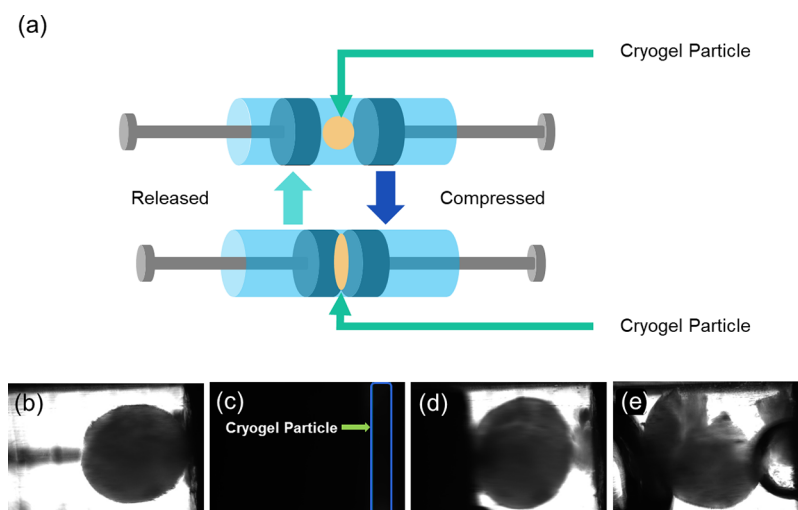 (a)
Cryogel Particle
Released
Compressed
Cryogel Particle
(b)
(c)
(d)
(e)
Cryogel Particle